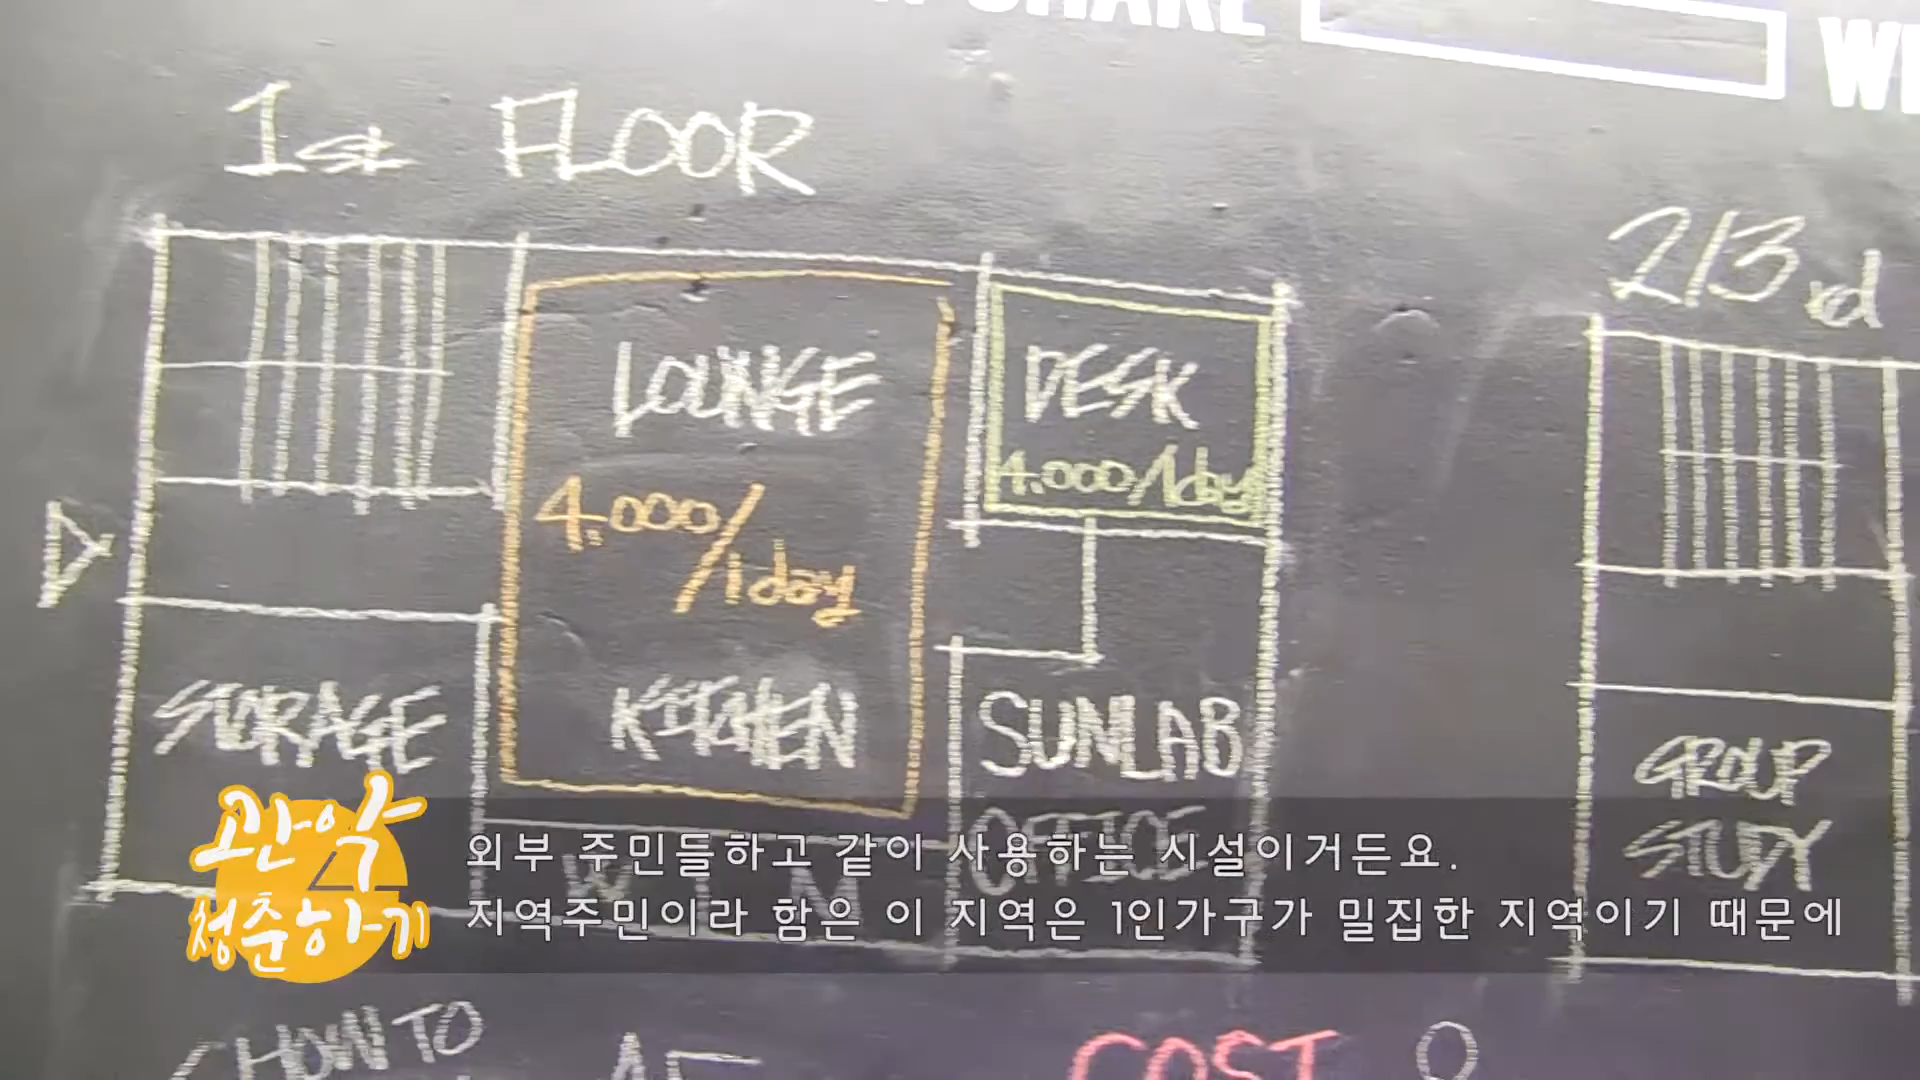 SHARE
1st FLOOR
2/3rd
LOUNGE
DESK
4.000/1day
4.000/1day
STORAGE
KITCHEN
SUNLAB
OFFICE
GROUP
STUDY
관악
청춘하기
외부 주민들하고 같이 사용하는 시설이거든요.
지역주민이라 함은 이 지역은 1인가구가 밀집한 지역이기 때문에
HOW TO
COST